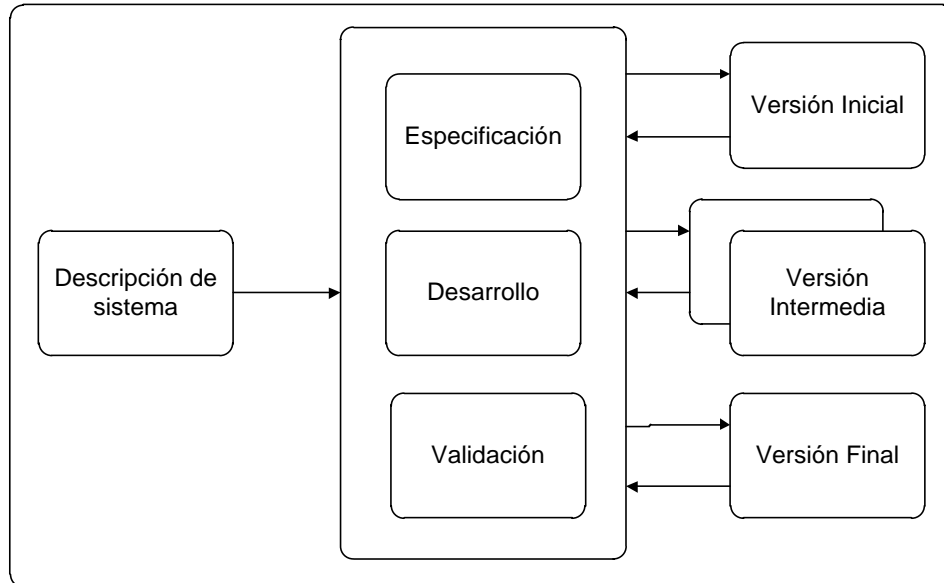 Descripción de
sistema
Especificación
Desarrollo
Validación
Versión Inicial
Versión
Intermedia
Versión Final